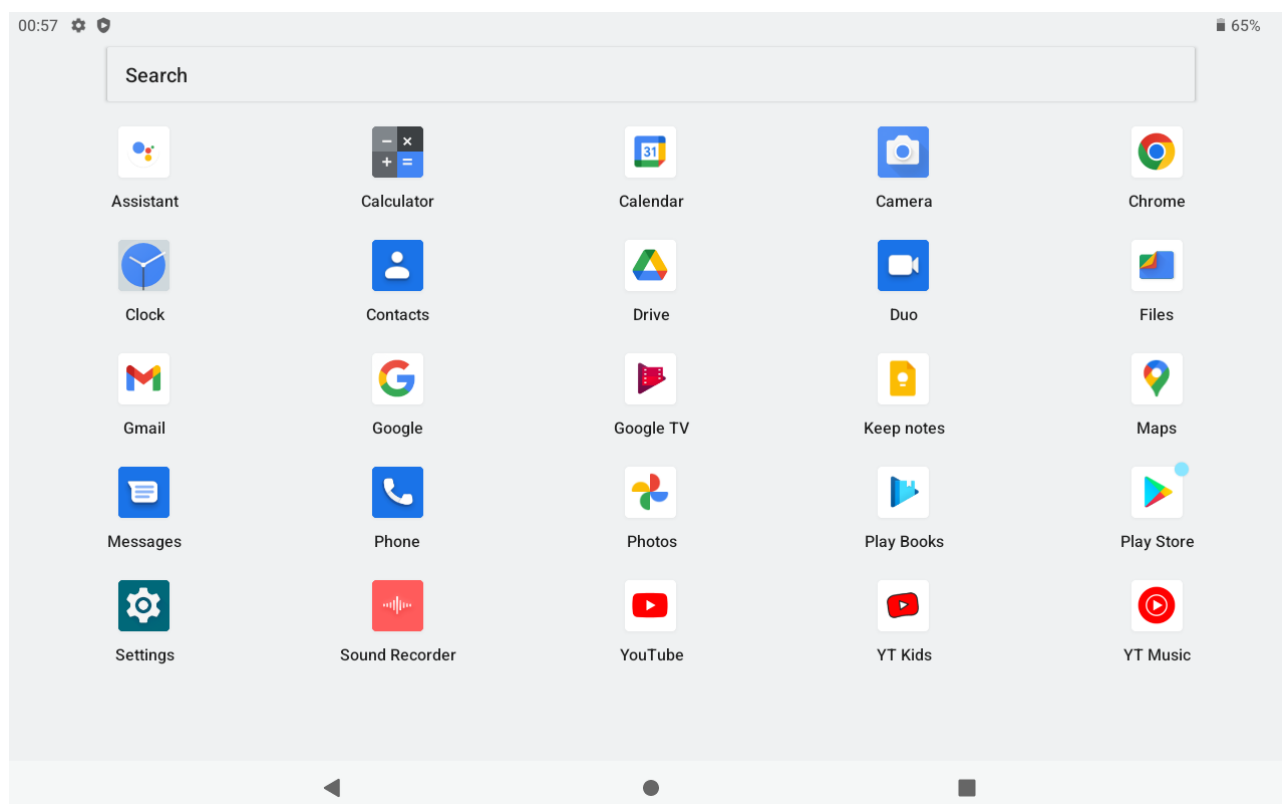 00:57 65%
Search
Assistant Calculator 31 Calendar Camera Chrome
Clock Contacts Drive Duo Files
Gmail Google Google TV Keep notes Maps
Messages Phone Photos Play Books Play Store
Settings Sound Recorder YouTube YT Kids YT Music